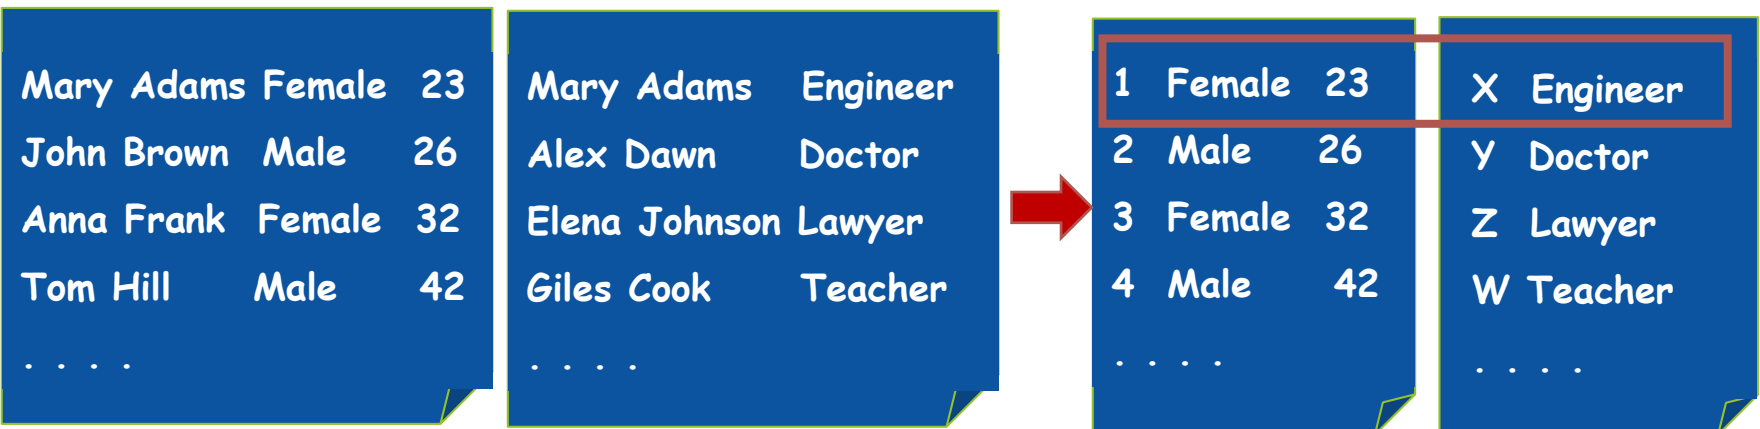 Mary Adams Female 23
John Brown Male 26
Anna Frank Female 32
Tom Hill Male 42
. . . .
Mary Adams Engineer
Alex Dawn Doctor
Elena Johnson Lawyer
Giles Cook Teacher
. . . .
1 Female 23
2 Male 26
3 Female 32
4 Male 42
. . . .
X Engineer
Y Doctor
Z Lawyer
W Teacher
. . . .